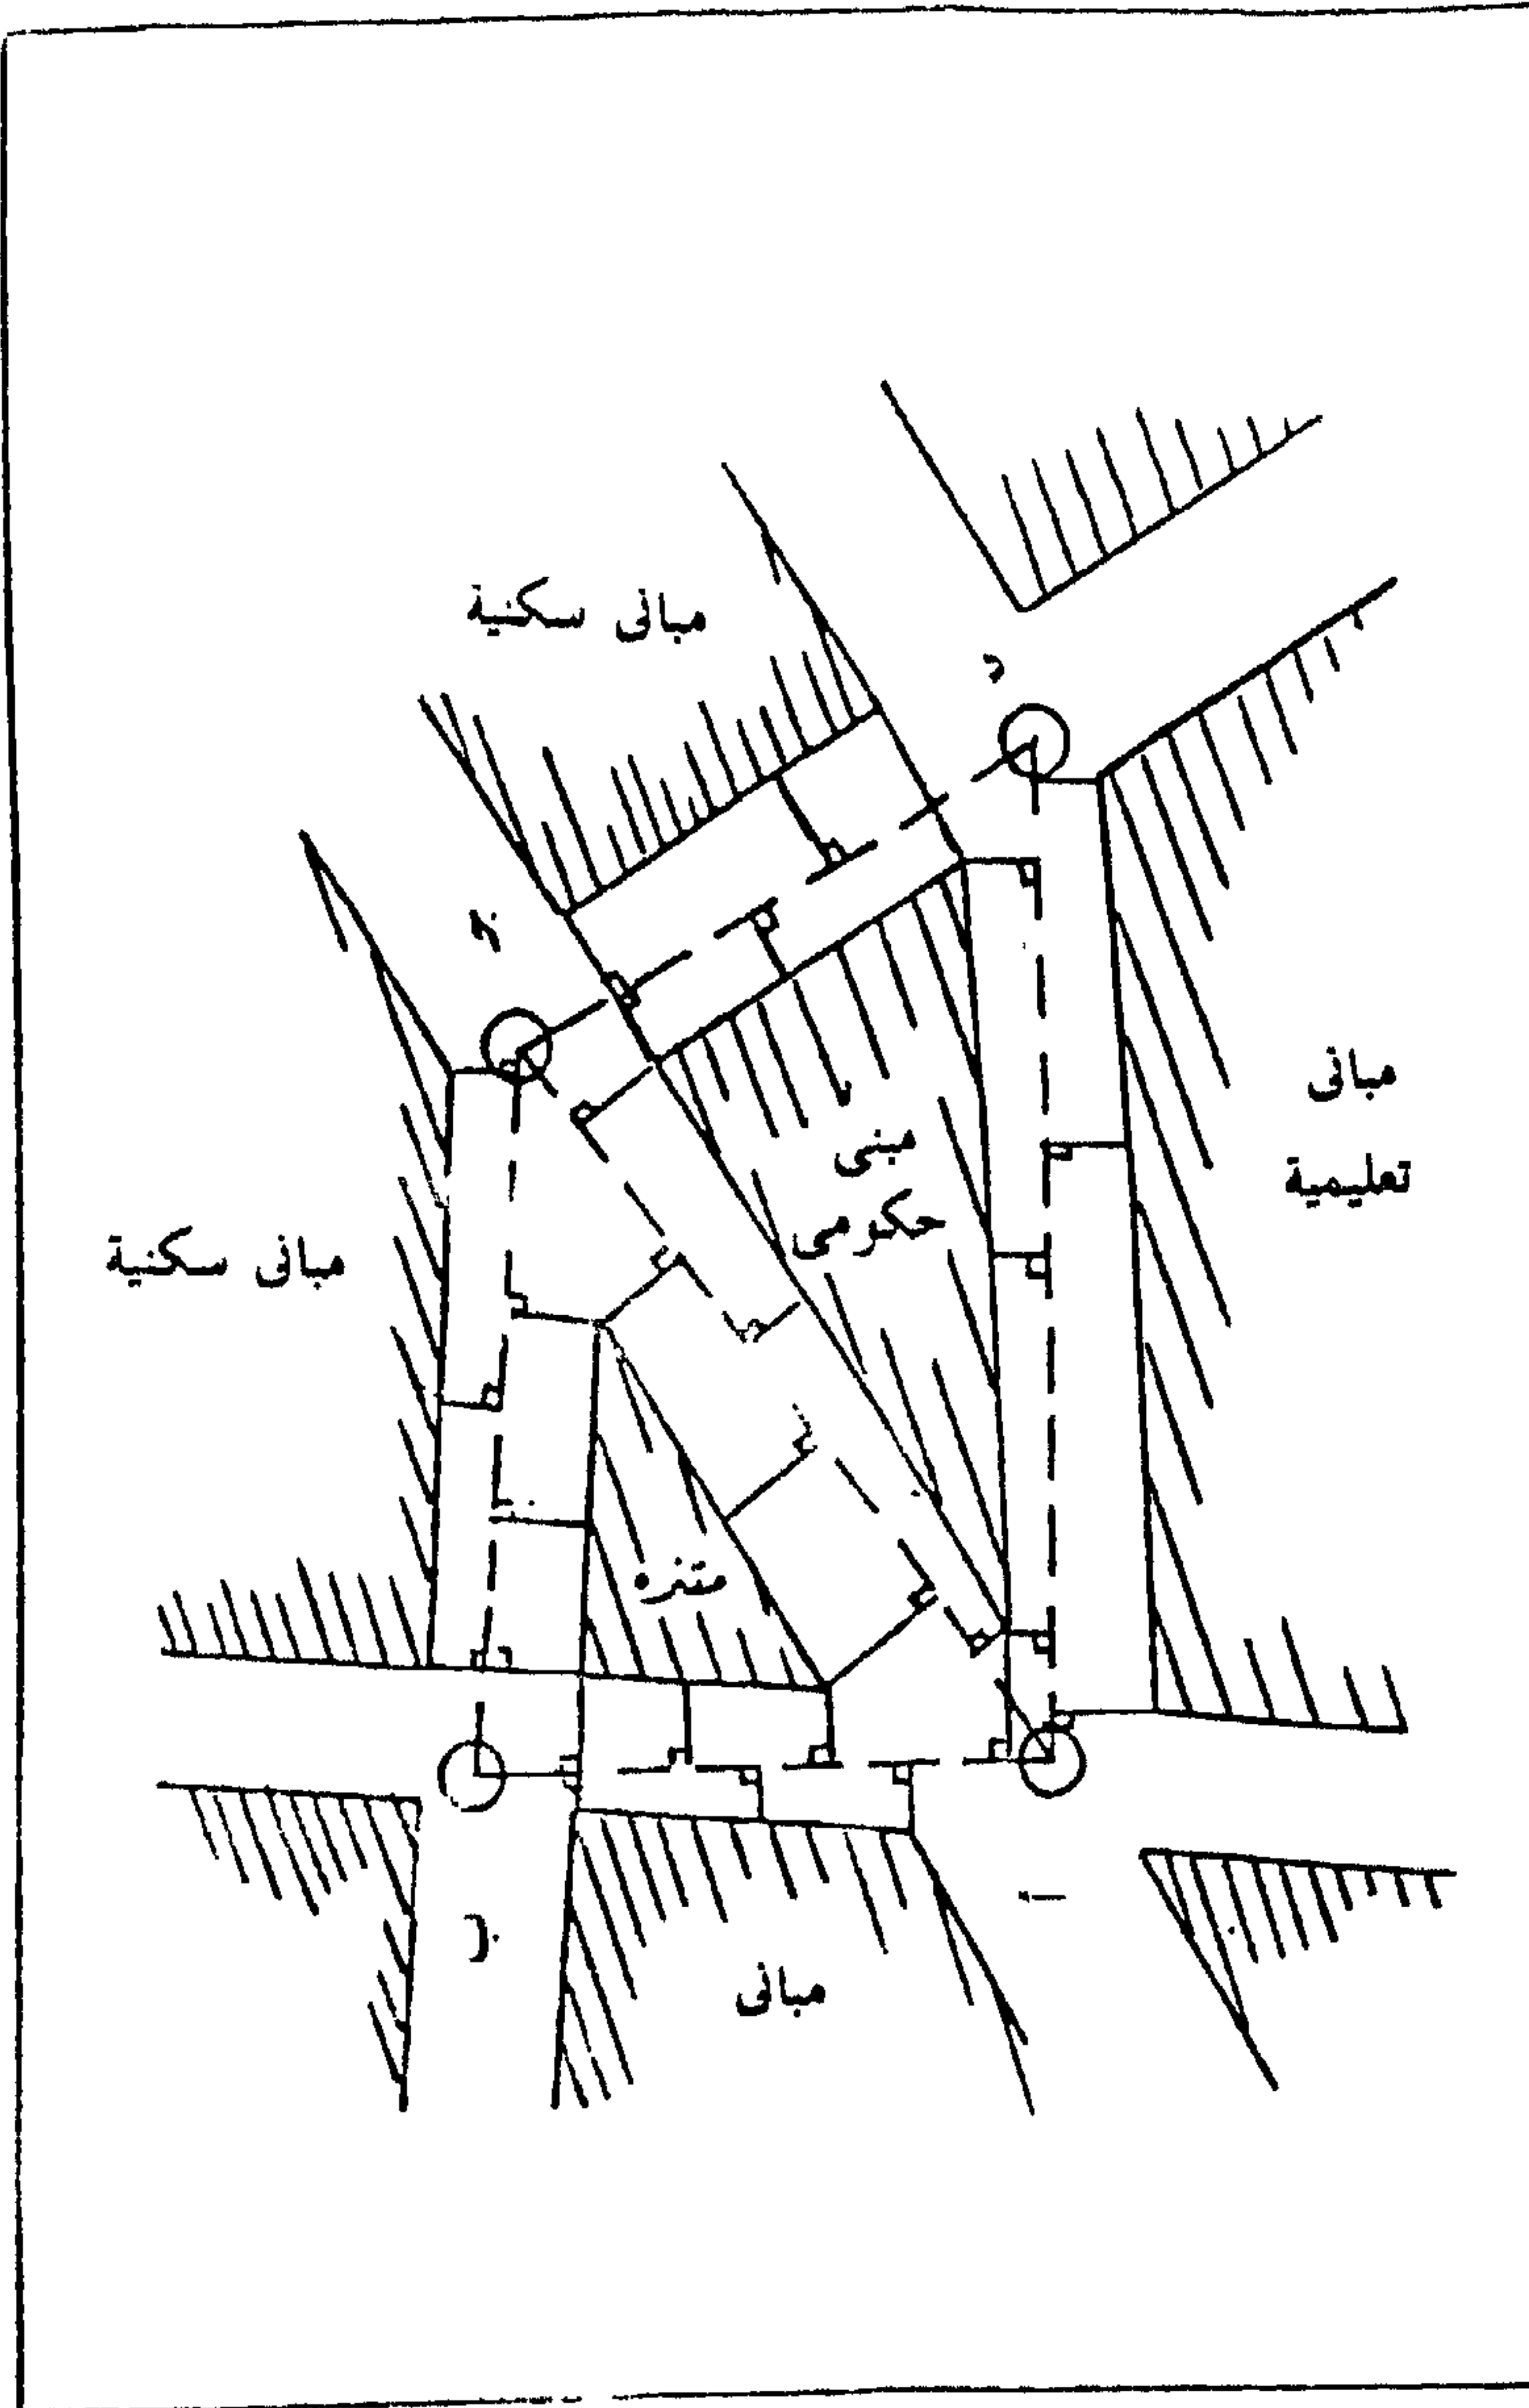 مبانى سكنية
د
مبانى
تعليمية
مبنى
حكومى
مبانى سكنية
متنزه
ا
مبانى